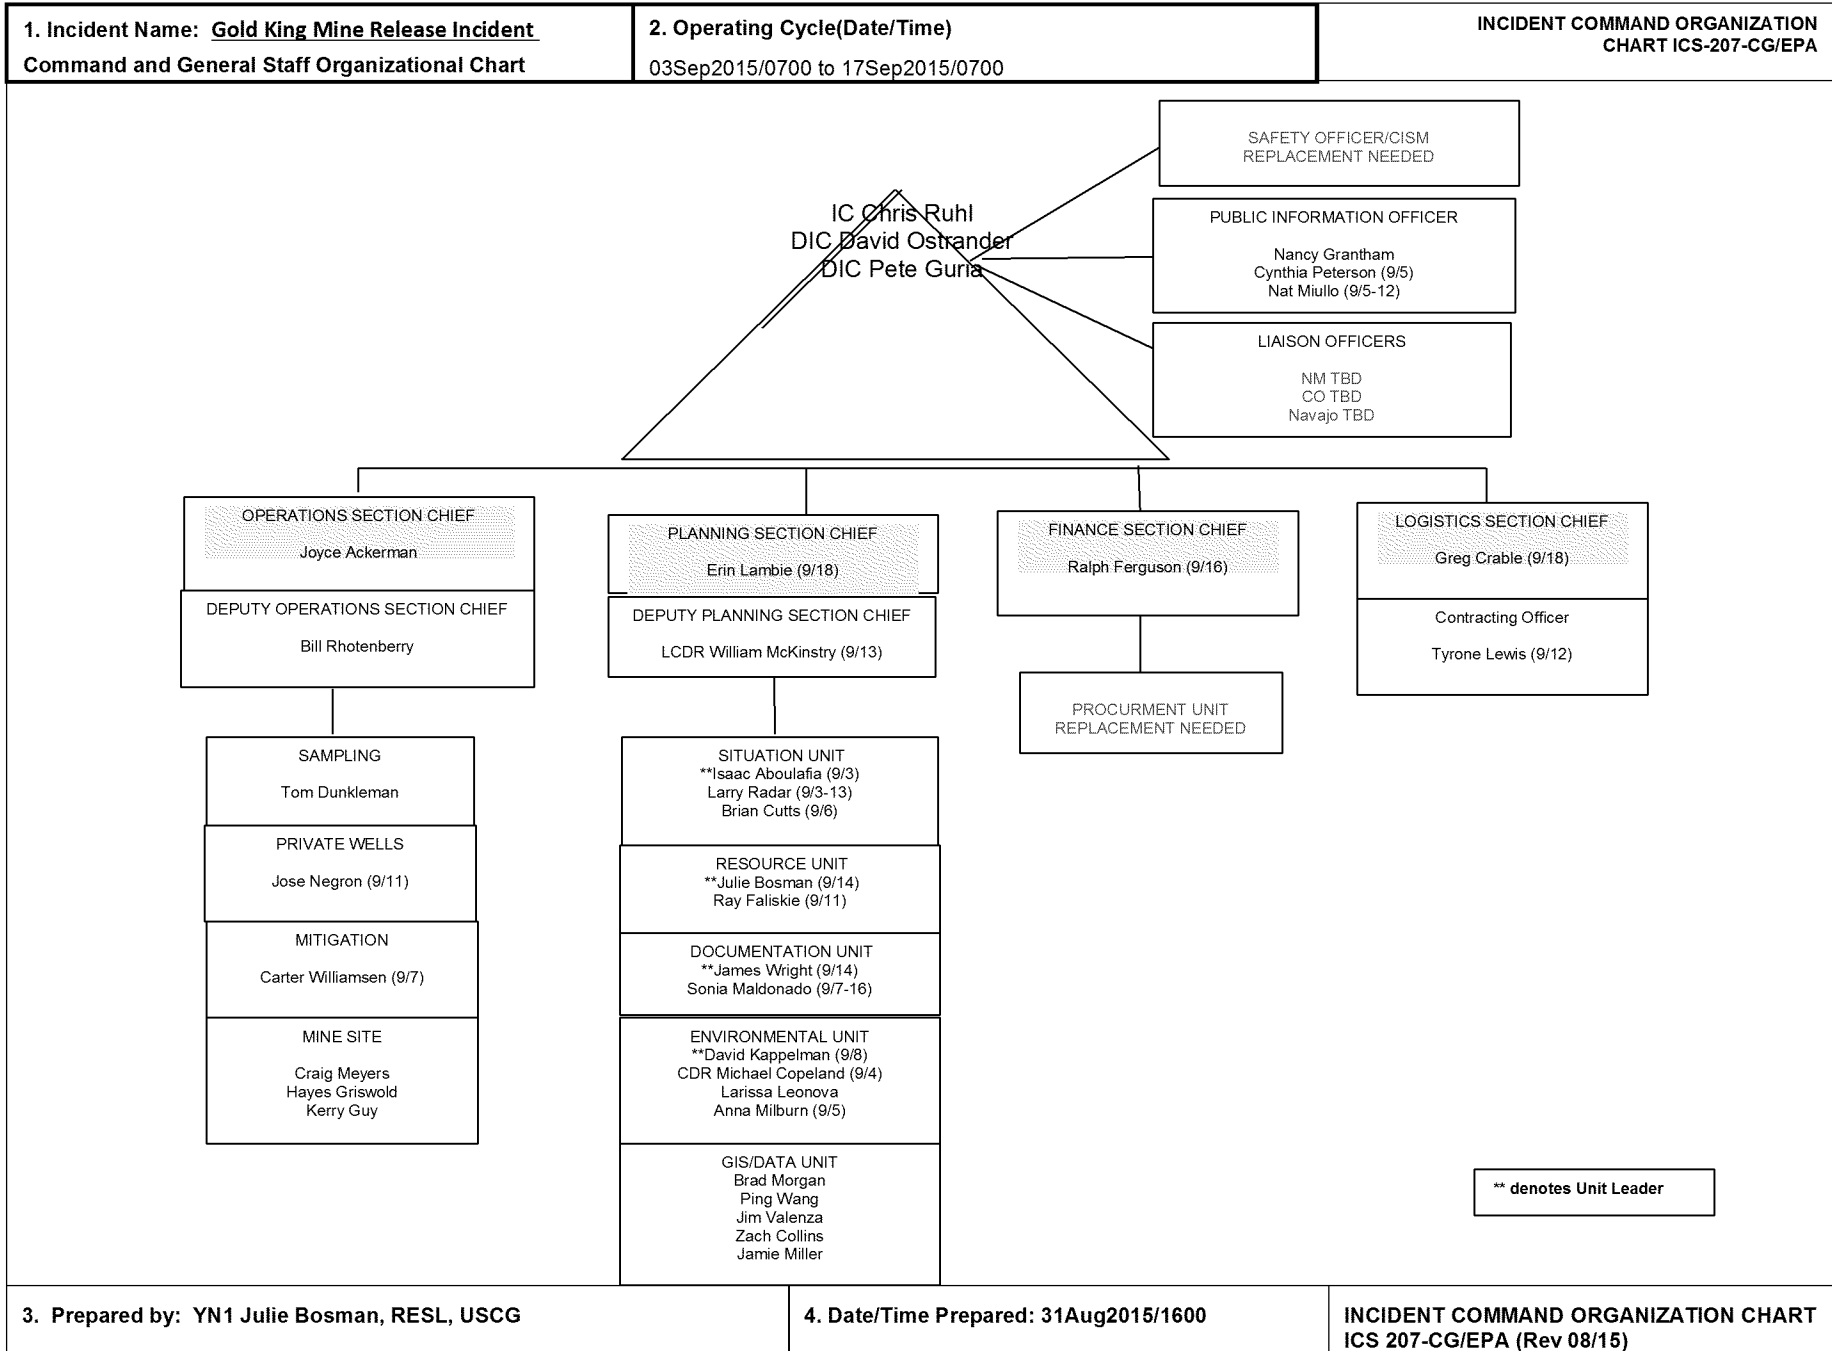 1. Incident Name: Gold King Mine Release Incident
Command and General Staff Organizational Chart
2. Operating Cycle(Date/Time)
03Sep2015/0700 to 17Sep2015/0700
INCIDENT COMMAND ORGANIZATION
CHART ICS-207-CG/EPA
SAFETY OFFICER/CISM
REPLACEMENT NEEDED
IC Chris Ruhl
DIC David Ostrander
DIC Pete Guria
PUBLIC INFORMATION OFFICER
Nancy Grantham
Cynthia Peterson (9/5)
Nat Miullo (9/5-12)
LIAISON OFFICERS
NM TBD
CO TBD
Navajo TBD
OPERATIONS SECTION CHIEF
Joyce Ackerman
DEPUTY OPERATIONS SECTION CHIEF
Bill Rhotenberry
SAMPLING
Tom Dunkleman
PRIVATE WELLS
Jose Negron (9/11)
MITIGATION
Carter Williamsen (9/7)
MINE SITE
Craig Meyers
Hayes Griswold
Kerry Guy
PLANNING SECTION CHIEF
Erin Lambie (9/18)
DEPUTY PLANNING SECTION CHIEF
LCDR William McKinstry (9/13)
SITUATION UNIT
**Isaac Aboulafia (9/3)
Larry Radar (9/3-13)
Brian Cutts (9/6)
RESOURCE UNIT
**Julie Bosman (9/14)
Ray Faliskie (9/11)
DOCUMENTATION UNIT
**James Wright (9/14)
Sonia Maldonado (9/7-16)
ENVIRONMENTAL UNIT
**David Kappelman (9/8)
CDR Michael Copeland (9/4)
Larissa Leonova
Anna Milburn (9/5)
GIS/DATA UNIT
Brad Morgan
Ping Wang
Jim Valenza
Zach Collins
Jamie Miller
FINANCE SECTION CHIEF
Ralph Ferguson (9/16)
PROCURMENT UNIT
REPLACEMENT NEEDED
LOGISTICS SECTION CHIEF
Greg Crable (9/18)
Contracting Officer
Tyrone Lewis (9/12)
** denotes Unit Leader
3. Prepared by: YN1 Julie Bosman, RESL, USCG
4. Date/Time Prepared: 31Aug2015/1600
INCIDENT COMMAND ORGANIZATION CHART
ICS 207-CG/EPA (Rev 08/15)